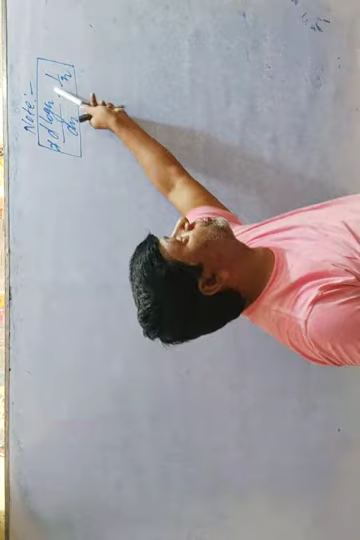 Note:-
# d logx / dx = 1/x